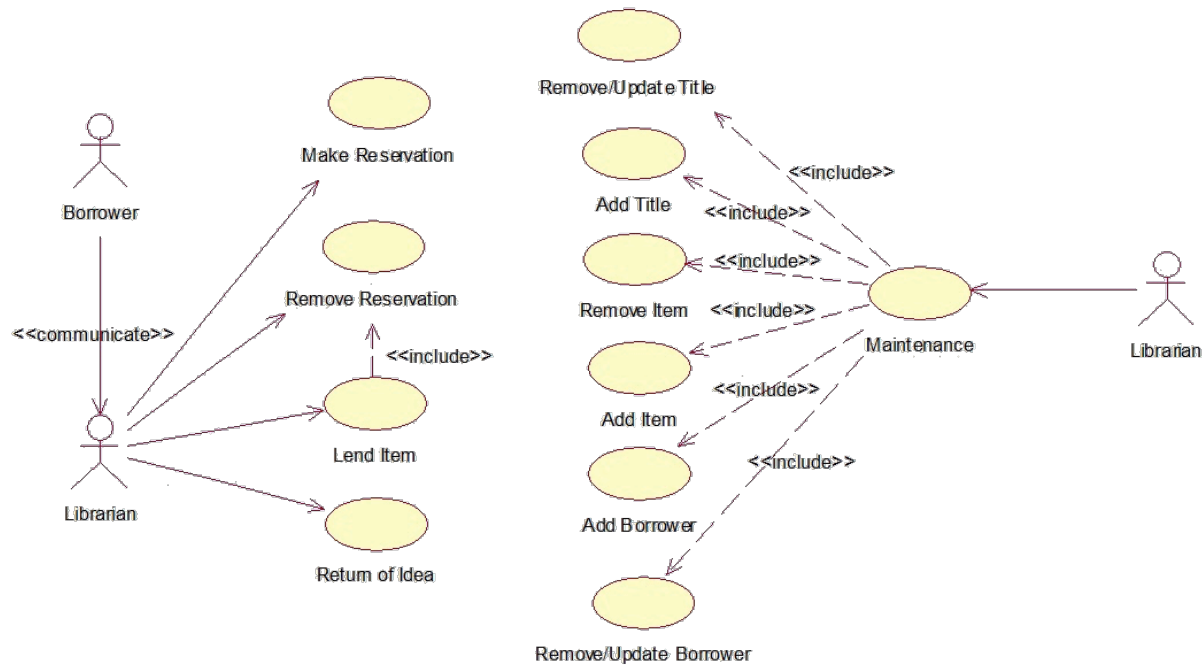 Remove/Update Title
Make Reservation
<<include>>
Borrower
Add Title
<<include>>
<<include>>
Remove Reservation
Remove Item
<<include>>
<<communicate>>
<<include>>
Maintenance
Librarian
<<include>>
Add Item
Lend Item
<<include>>
Librarian
Add Borrower
Return of Idea
Remove/Update Borrower